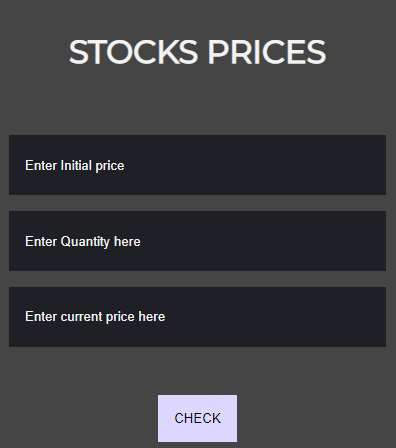 STOCKS PRICES
Enter Initial price
Enter Quantity here
Enter current price here
CHECK